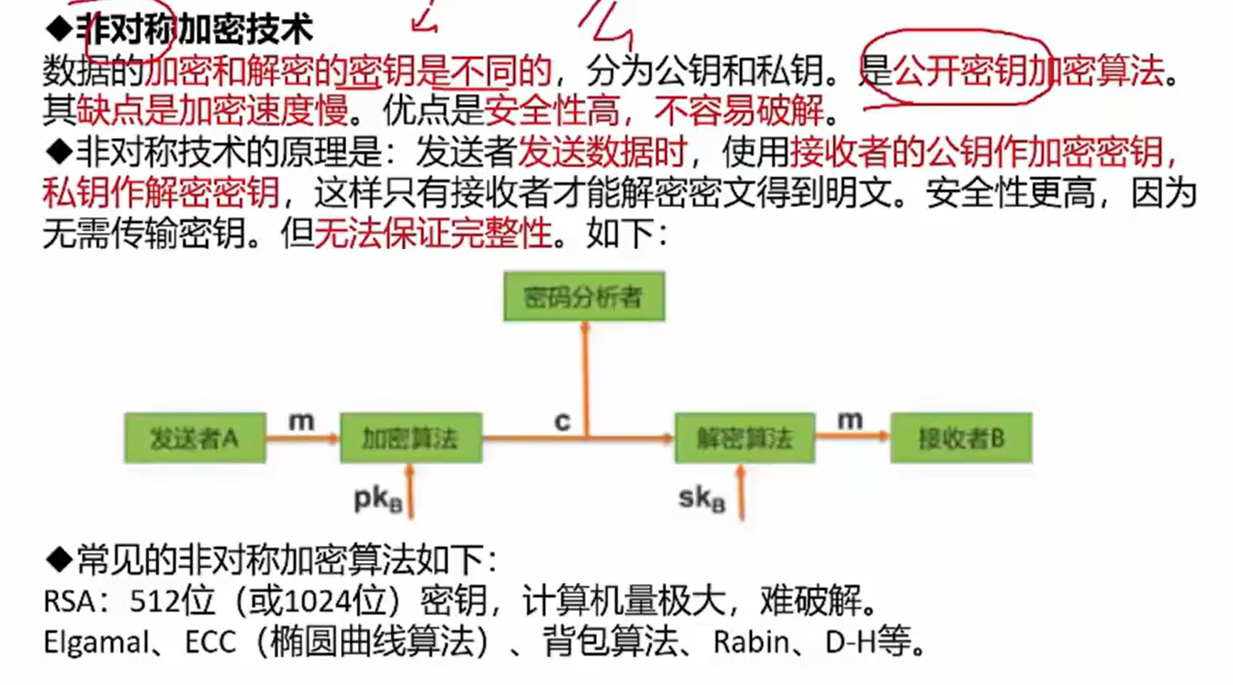 ◆非对称加密技术
数据的加密和解密的密钥是不同的，分为公钥和私钥。是公开密钥加密算法。
其缺点是加密速度慢。优点是安全性高，不容易破解。
◆非对称技术的原理是：发送者发送数据时，使用接收者的公钥作加密密钥，
私钥作解密密钥，这样只有接收者才能解密密文得到明文。安全性更高，因为
无需传输密钥。但无法保证完整性。如下：
密码分析者
发送者A
m
加密算法
c
解密算法
m
接收者B
pkB
skB
◆常见的非对称加密算法如下：
RSA：512位（或1024位）密钥，计算机量极大，难破解。
Elgamal、ECC（椭圆曲线算法）、背包算法、Rabin、D-H等。